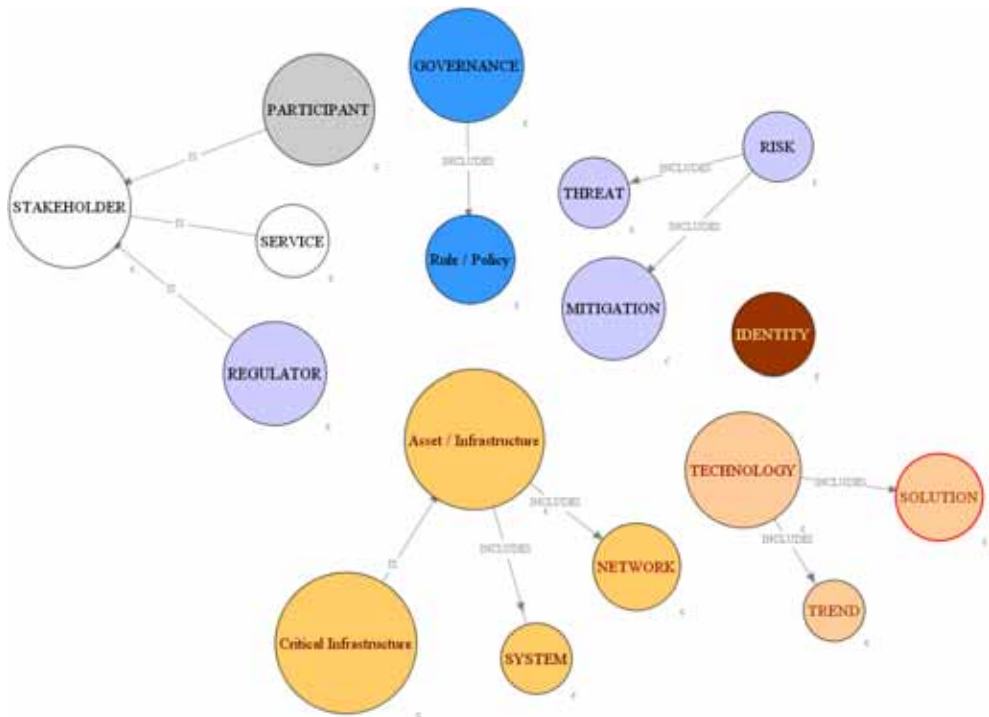 GOVERNANCE
PARTICIPANT
IS
INCLUDES
RISK
INCLUDES
THREAT
STAKEHOLDER
IS
SERVICE
INCLUDES
Rule / Policy
IS
MITIGATION
IDENTITY
REGULATOR
Asset / Infrastructure
TECHNOLOGY
INCLUDES
SOLUTION
INCLUDES
INCLUDES
INCLUDES
IS
NETWORK
TREND
Critical Infrastructure
SYSTEM